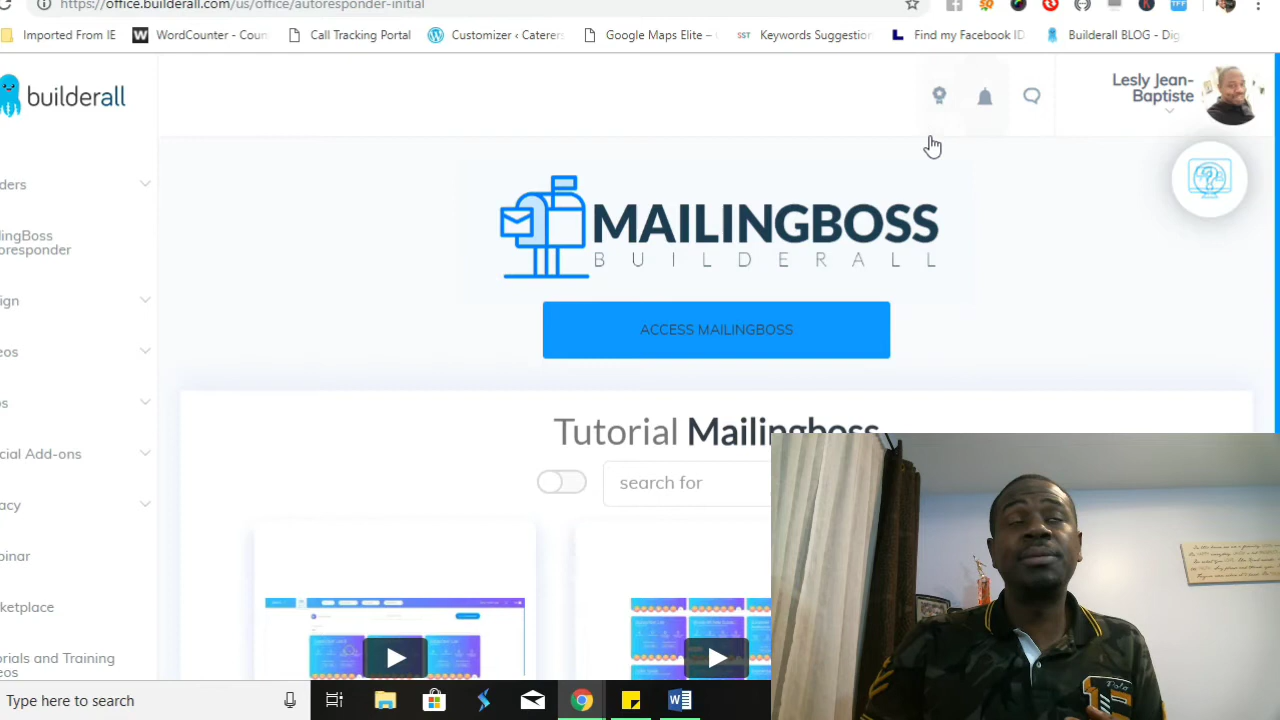 https://office.builderall.com/us/office/autoresponder-initial
Imported From IE
WordCounter - Coun
Call Tracking Portal
Customizer ‹ Caterers
Google Maps Elite –
Keywords Suggestion
Find my Facebook ID
Builderall BLOG - Dig
builderall
Lesly Jean-
Baptiste
ders
lingBoss
oresponder
ign
eos
os
cial Add-ons
acy
binar
ketplace
orials and Training
eos
MAILINGBOSS
BUILDERALL
ACCESS MAILINGBOSS
Tutorial Mailingboss
search for
Type here to search